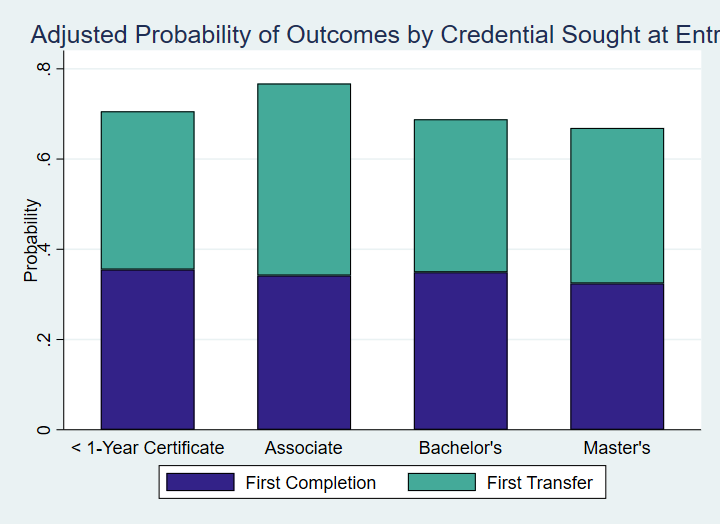 Adjusted Probability of Outcomes by Credential Sought at Entr
Probability
.8
.6
.4
.2
0
< 1-Year Certificate Associate Bachelor's Master's
First Completion First Transfer